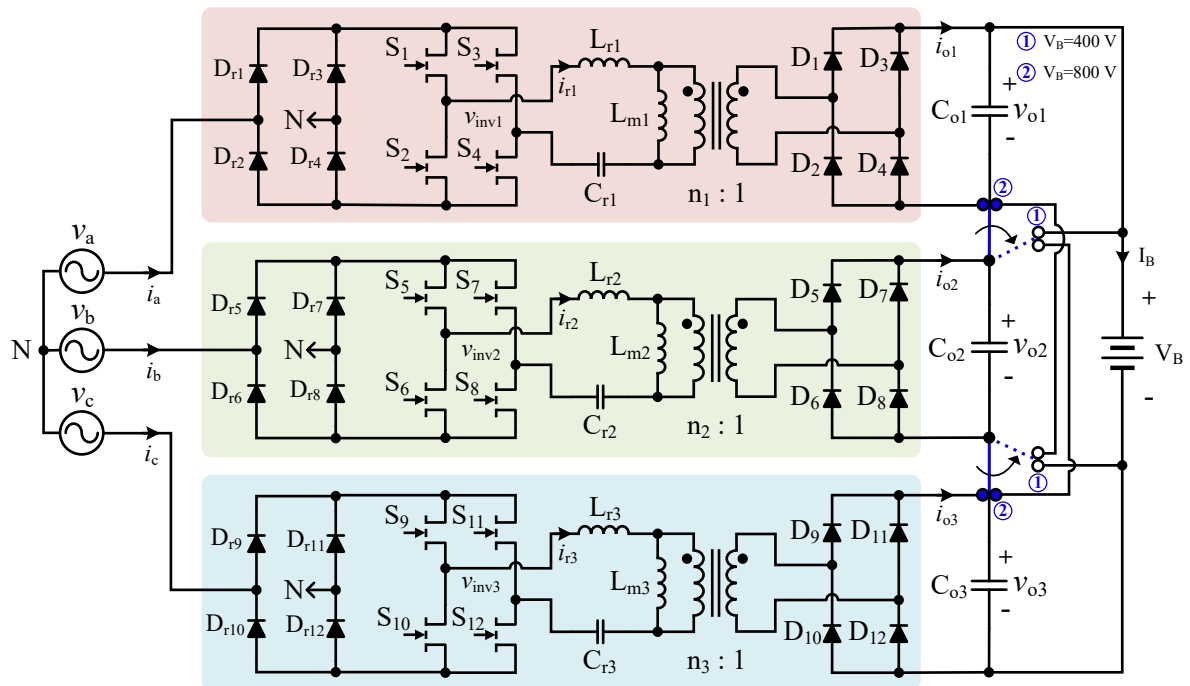 ① V_B=400 V
② V_B=800 V
D_r1
D_r3
N
D_r2
D_r4
S_1
S_3
S_2
S_4
v_inv1
i_r1
L_r1
L_m1
C_r1
n_1 : 1
D_1
D_3
D_2
D_4
i_o1
C_o1
+
v_o1
-
②
①
v_a
i_a
v_b
N
i_b
v_c
i_c
D_r5
D_r7
N
D_r6
D_r8
S_5
S_7
S_6
S_8
v_inv2
i_r2
L_r2
L_m2
C_r2
n_2 : 1
D_5
D_7
D_6
D_8
i_o2
C_o2
+
v_o2
-
I_B
+
V_B
-
①
②
D_r9
D_r11
N
D_r10
D_r12
S_9
S_11
S_10
S_12
v_inv3
i_r3
L_r3
L_m3
C_r3
n_3 : 1
D_9
D_11
D_10
D_12
i_o3
C_o3
+
v_o3
-